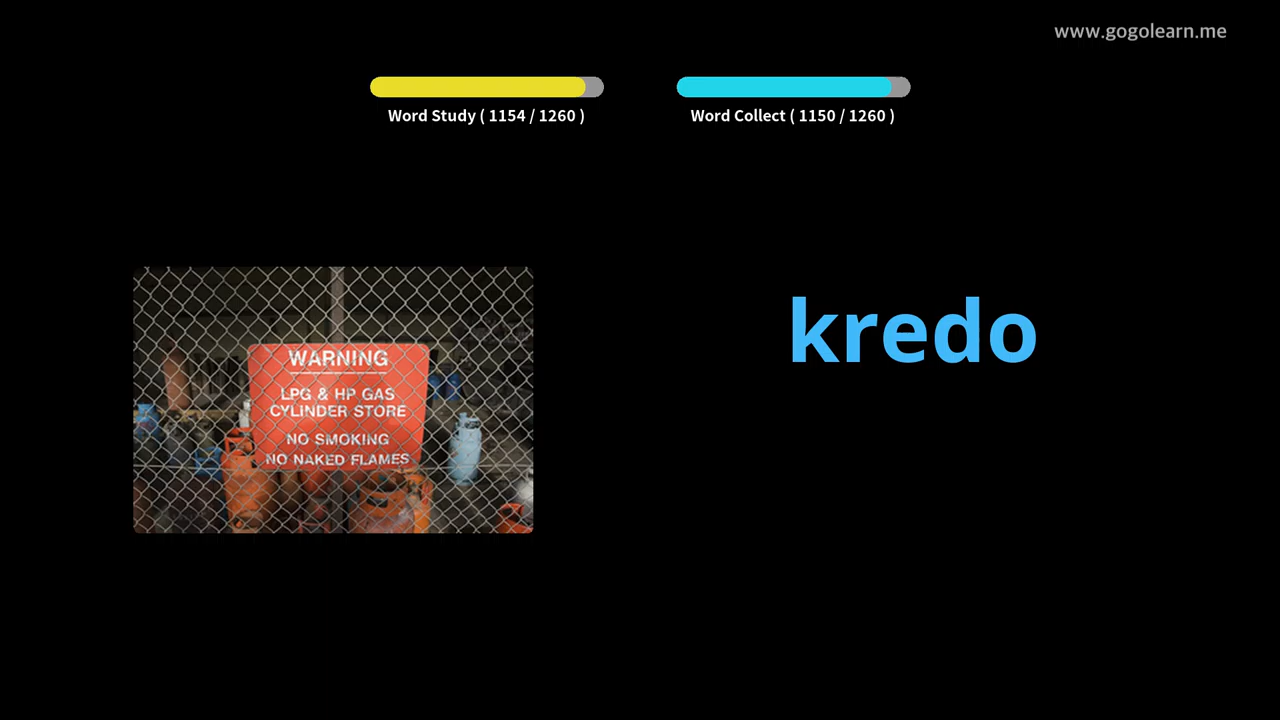 www.gogolearn.me
Word Study ( 1154 / 1260 )
Word Collect ( 1150 / 1260 )
WARNING
LPG & HP GAS
CYLINDER STORE
NO SMOKING
NO NAKED FLAMES
kredo